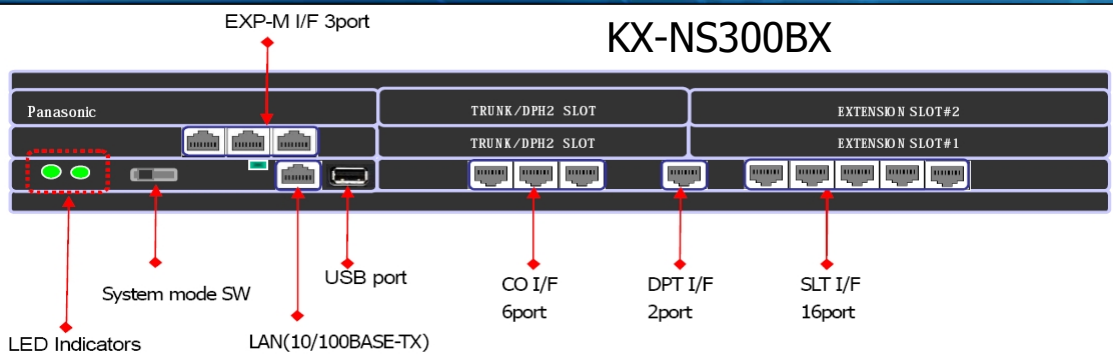 EXP-M I/F 3port
KX-NS300BX
Panasonic
TRUNK/DPH2 SLOT
EXTENSION SLOT#2
TRUNK/DPH2 SLOT
EXTENSION SLOT#1
System mode SW
USB port
CO I/F
6port
DPT I/F
2port
SLT I/F
16port
LED Indicators
LAN(10/100BASE-TX)